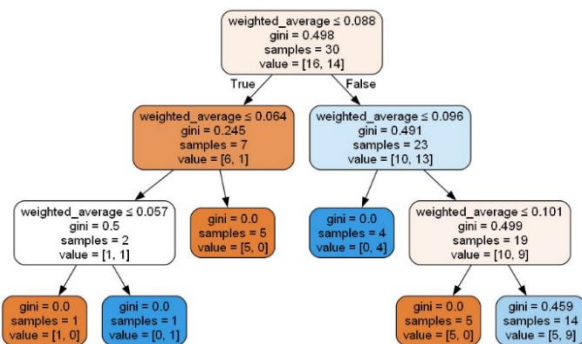 weighted_average ≤ 0.088
gini = 0.498
samples = 30
value = [16, 14]
True
False
weighted_average ≤ 0.064
gini = 0.245
samples = 7
value = [6, 1]
weighted_average ≤ 0.096
gini = 0.491
samples = 23
value = [10, 13]
weighted_average ≤ 0.057
gini = 0.5
samples = 2
value = [1, 1]
gini = 0.0
samples = 5
value = [5, 0]
gini = 0.0
samples = 4
value = [0, 4]
weighted_average ≤ 0.101
gini = 0.499
samples = 19
value = [10, 9]
gini = 0.0
samples = 1
value = [1, 0]
gini = 0.0
samples = 1
value = [0, 1]
gini = 0.0
samples = 5
value = [5, 0]
gini = 0.459
samples = 14
value = [5, 9]